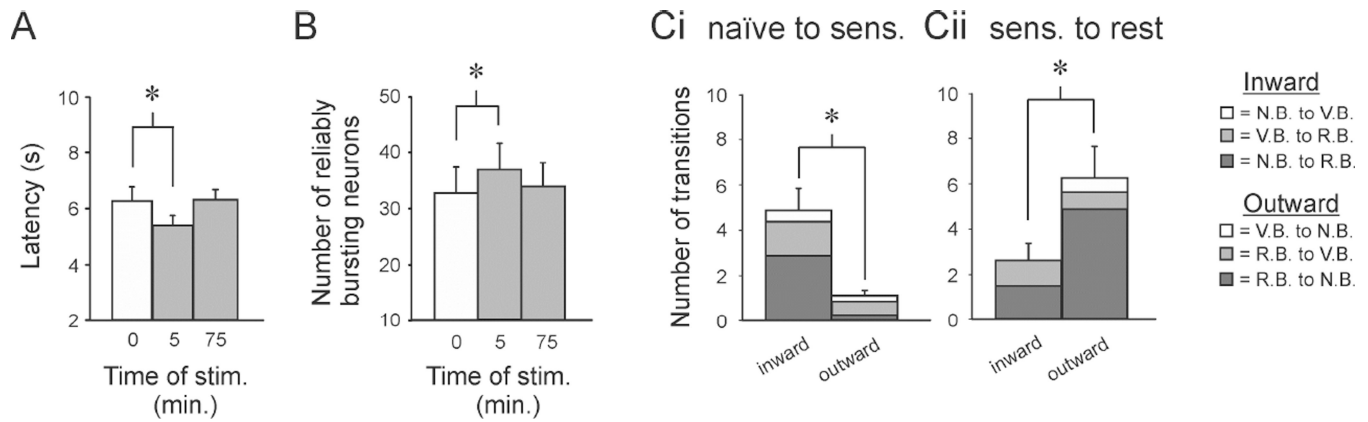 A
Latency (s)
10
8
6
4
2
*
0 5 75
Time of stim.
(min.)
B
Number of reliably
bursting neurons
50
40
30
20
10
*
0 5 75
Time of stim.
(min.)
Ci naïve to sens.
Number of transitions
10
8
6
4
2
0
*
inward
outward
Cii sens. to rest
10
8
6
4
2
0
*
inward
outward
Inward
= N.B. to V.B.
= V.B. to R.B.
= N.B. to R.B.
Outward
= V.B. to N.B.
= R.B. to V.B.
= R.B. to N.B.